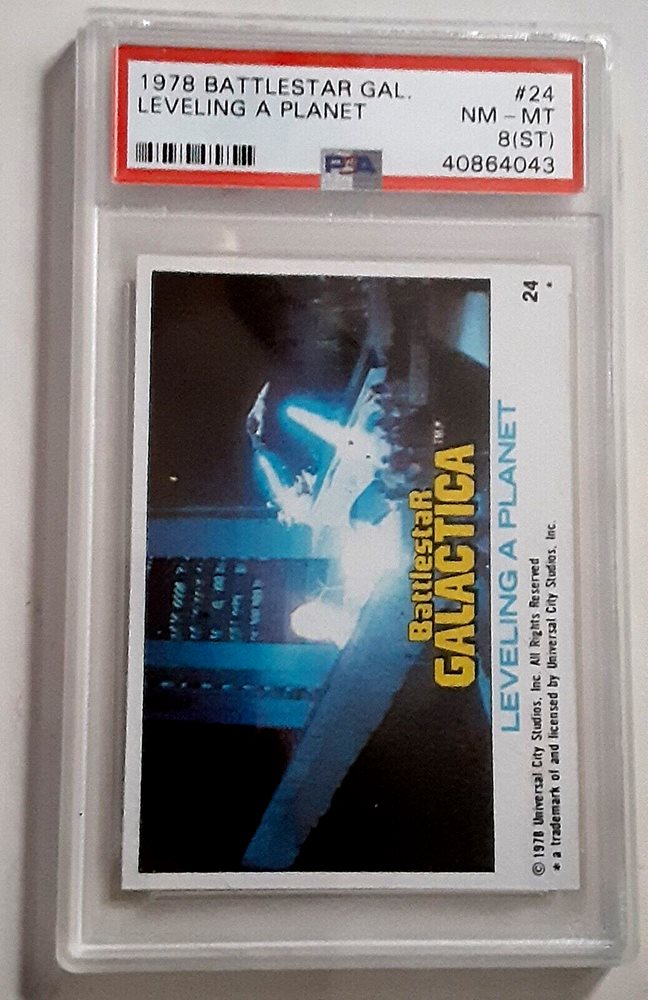 1978 BATTLESTAR GAL. #24
LEVELING A PLANET NM - MT
8(ST)
PSA 40864043
24
*
BattlestaR
GALACTICA™*
LEVELING A PLANET
© 1978 Universal City Studios, Inc. All Rights Reserved
* a trademark of and licensed by Universal City Studios, Inc.